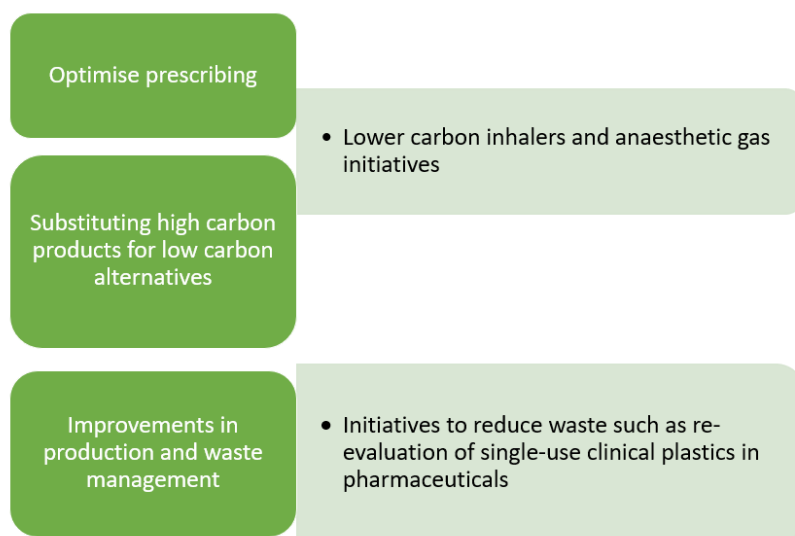 Optimise prescribing
• Lower carbon inhalers and anaesthetic gas
initiatives
Substituting high carbon
products for low carbon
alternatives
Improvements in
production and waste
management
• Initiatives to reduce waste such as re-
evaluation of single-use clinical plastics in
pharmaceuticals